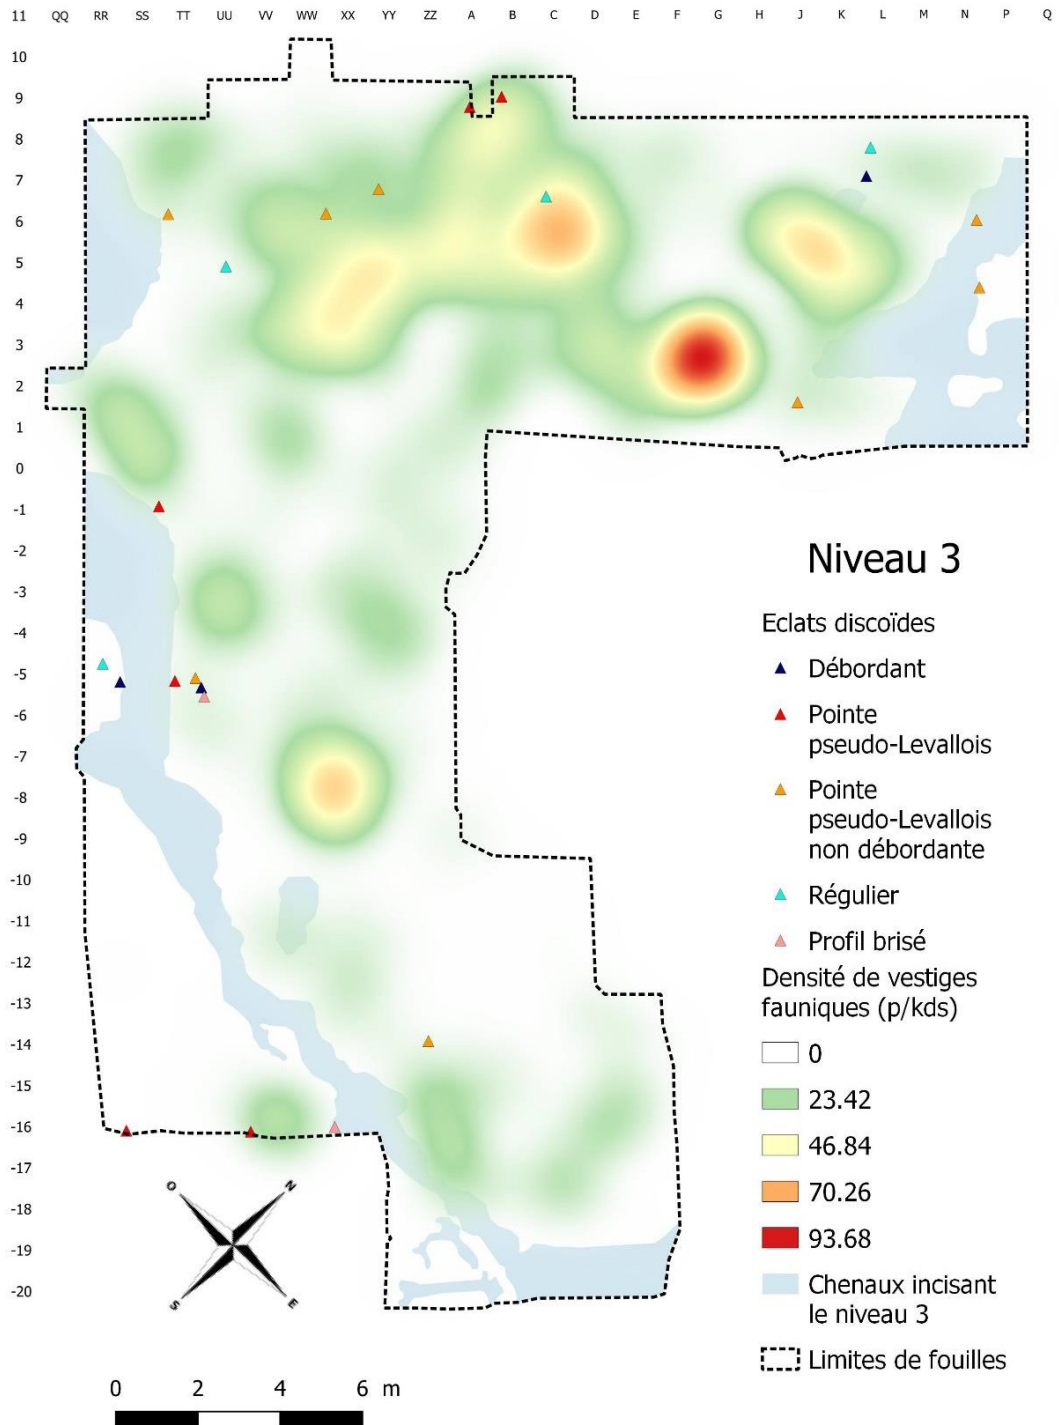 11 QQ RR SS TT UU VV WW XX YY ZZ A B C D E F G H J K L M N P Q
10
9
8
7
6
5
4
3
2
1
0
-1
-2
-3
-4
-5
-6
-7
-8
-9
-10
-11
-12
-13
-14
-15
-16
-17
-18
-19
-20
Niveau 3
Eclats discoïdes
Débordant
Pointe
pseudo-Levallois
Pointe
pseudo-Levallois
non débordante
Régulier
Profil brisé
Densité de vestiges
fauniques (p/kds)
0
23.42
46.84
70.26
93.68
Chenaux incisant
le niveau 3
Limites de fouilles
O N
S E
0 2 4 6 m